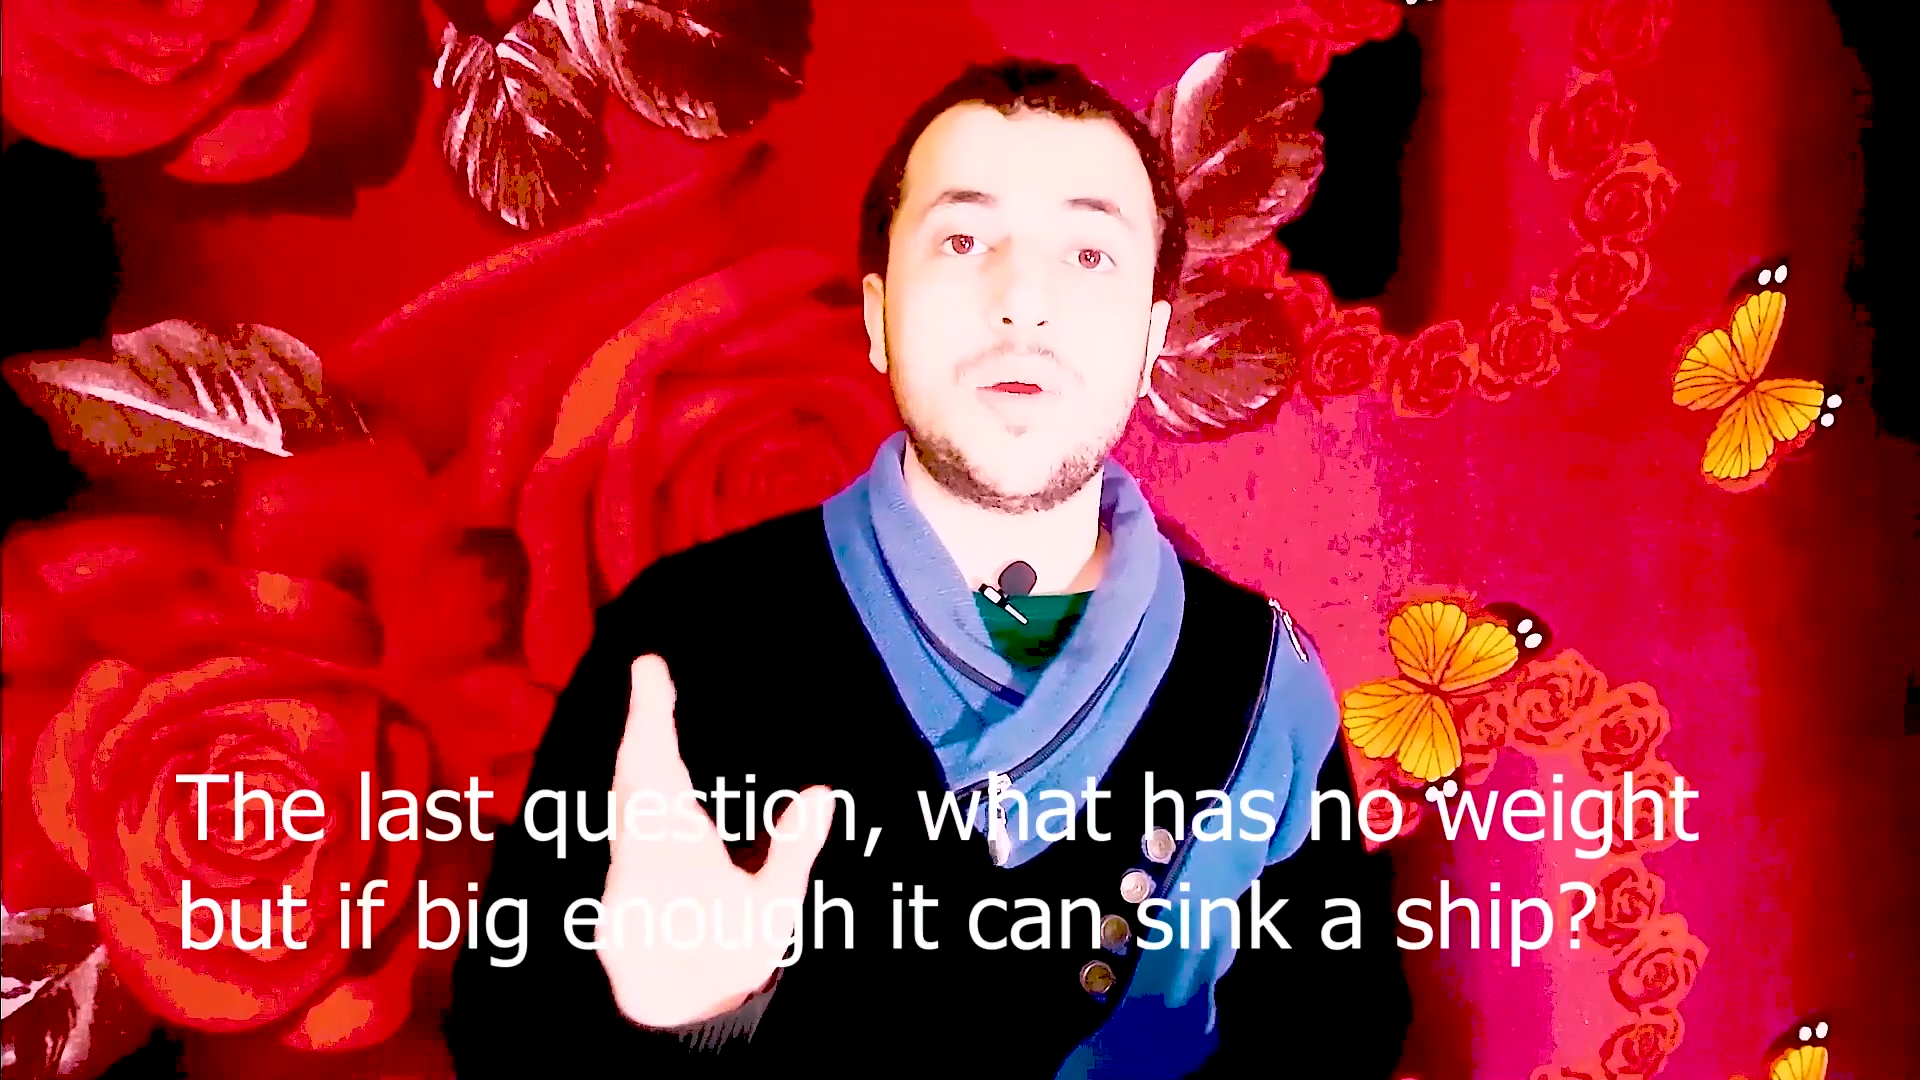 The last question, what has no weight
but if big enough it can sink a ship?